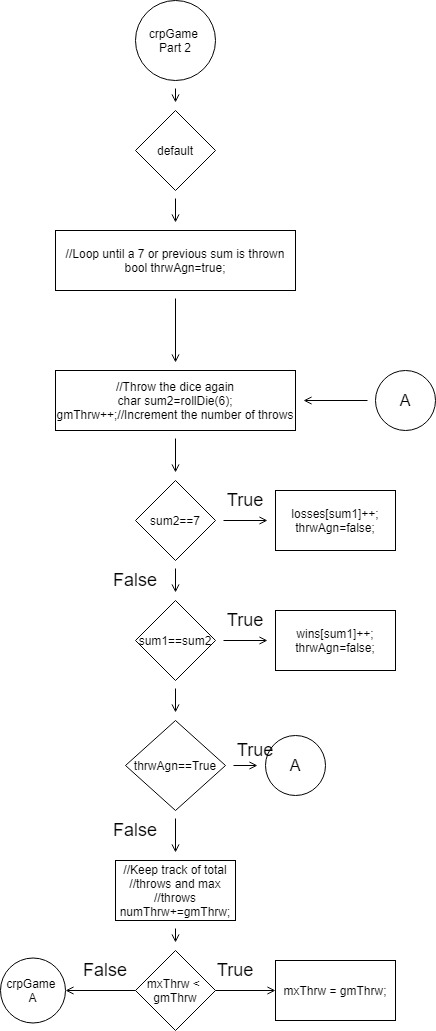 crpGame
Part 2
default
//Loop until a 7 or previous sum is thrown
bool thrwAgn=true;
//Throw the dice again
char sum2=rollDie(6);
gmThrw++;//Increment the number of throws
A
sum2==7
True
losses[sum1]++;
thrwAgn=false;
False
sum1==sum2
True
wins[sum1]++;
thrwAgn=false;
thrwAgn==True
True
A
False
//Keep track of total
//throws and max
//throws
numThrw+=gmThrw;
mxThrw <
gmThrw
False
crpGame
A
True
mxThrw = gmThrw;